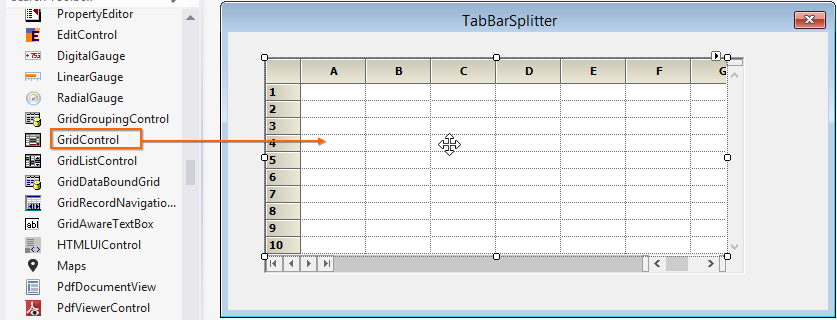 PropertyEditor
EditControl
DigitalGauge
LinearGauge
RadialGauge
GridGroupingControl
GridControl
GridListControl
GridDataBoundGrid
GridRecordNavigatio...
GridAwareTextBox
HTMLUIControl
Maps
PdfDocumentView
PdfViewerControl
TabBarSplitter
A B C D E F G
1
2
3
4
5
6
7
8
9
10